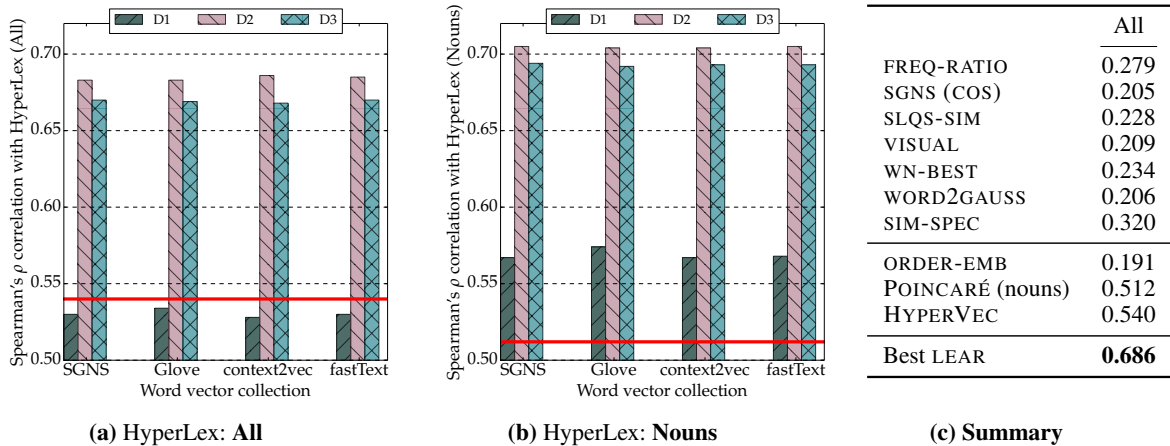 D1 D2 D3
Spearman's ρ correlation with HyperLex (All)
0.70
0.65
0.60
0.55
0.50
SGNS Glove context2vec fastText
Word vector collection
(a) HyperLex: All
D1 D2 D3
Spearman's ρ correlation with HyperLex (Nouns)
0.70
0.65
0.60
0.55
0.50
SGNS Glove context2vec fastText
Word vector collection
(b) HyperLex: Nouns
All
FREQ-RATIO 0.279
SGNS (COS) 0.205
SLQS-SIM 0.228
VISUAL 0.209
WN-BEST 0.234
WORD2GAUSS 0.206
SIM-SPEC 0.320
ORDER-EMB 0.191
POINCARÉ (nouns) 0.512
HYPERVEC 0.540
Best LEAR 0.686
(c) Summary